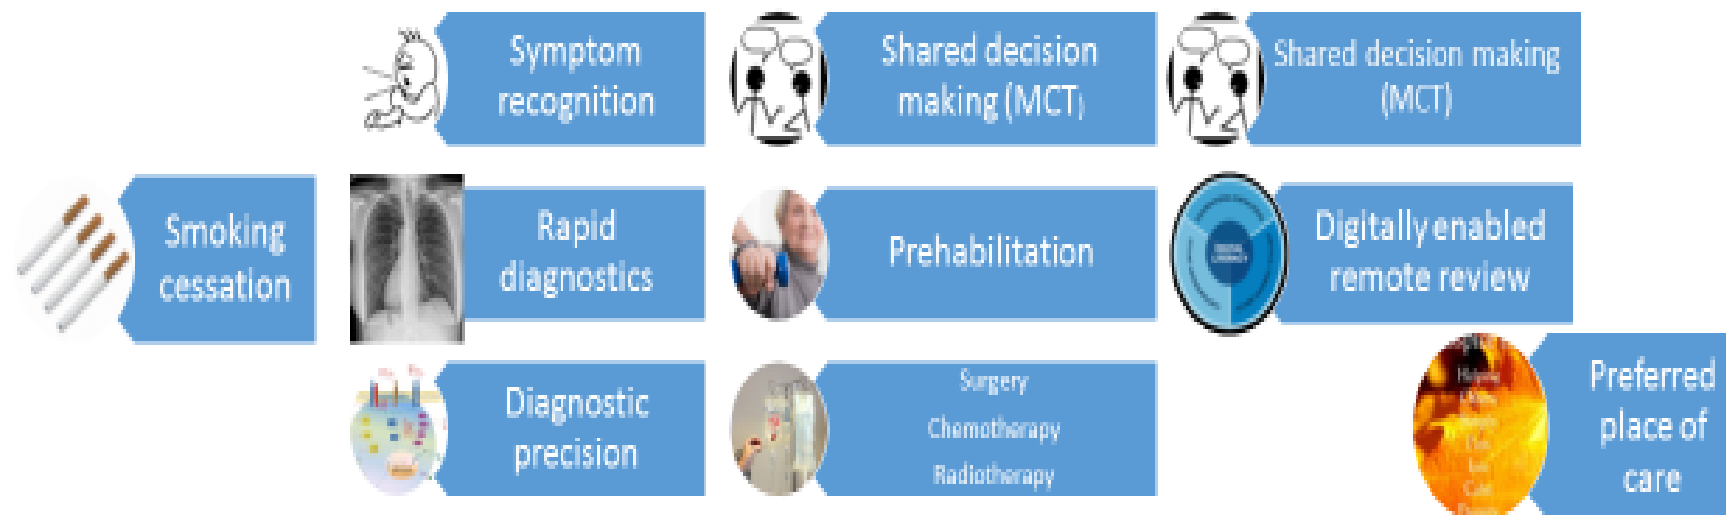 Symptom
recognition
Shared decision
making (MCT)
Shared decision making
(MCT)
Smoking
cessation
Rapid
diagnostics
Prehabilitation
Digitally enabled
remote review
Diagnostic
precision
Surgery
Chemotherapy
Radiotherapy
Preferred
place of
care